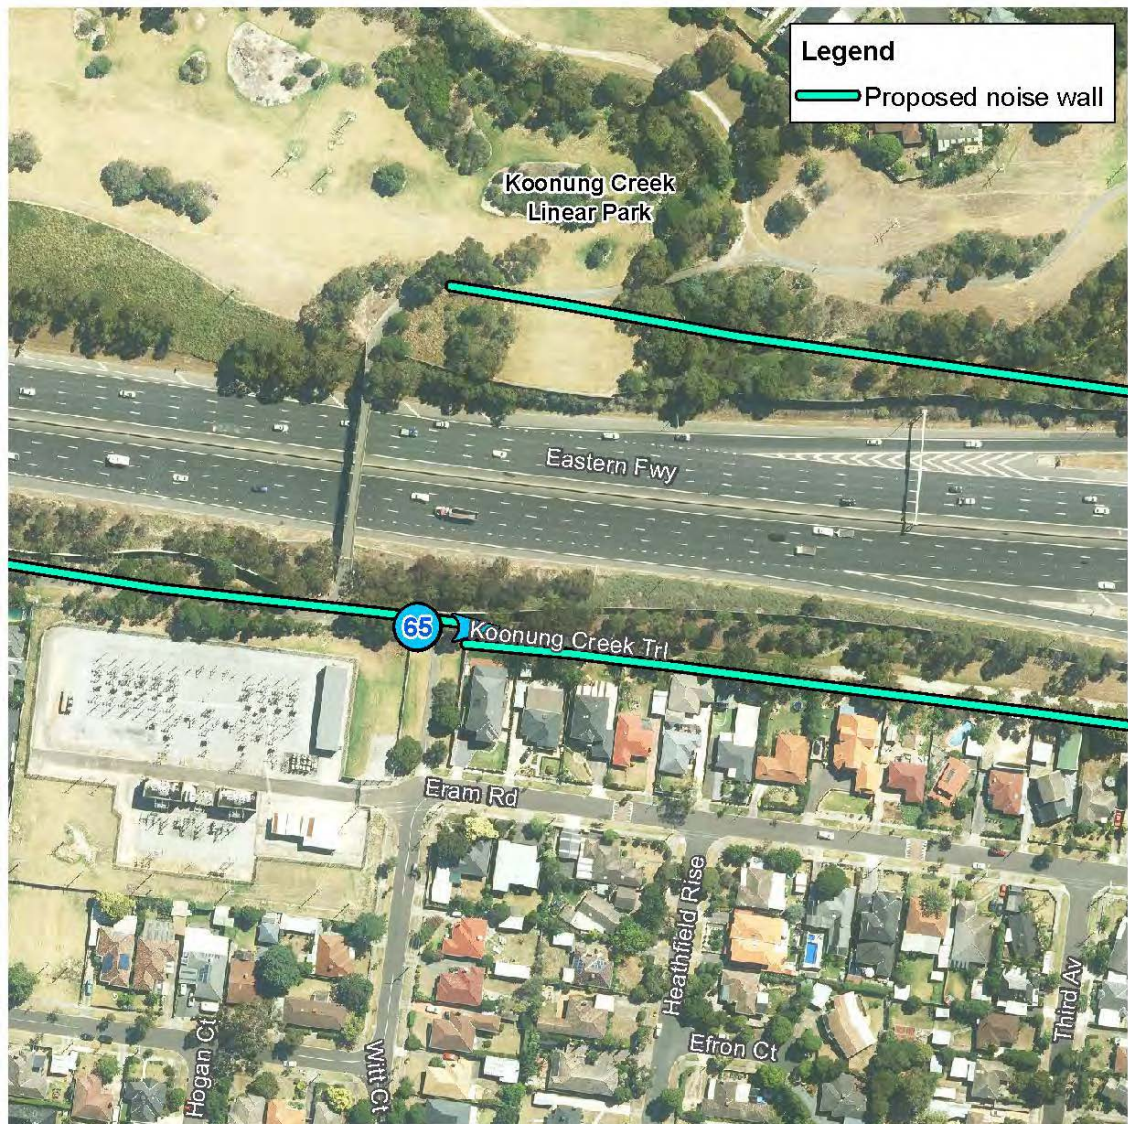 Legend
Proposed noise wall
Koonung Creek
Linear Park
Eastern Fwy
65
Koonung Creek Trl
Eram Rd
Heathfield Rise
Third Av
Efron Ct
Hogan Ct
Witt Ct